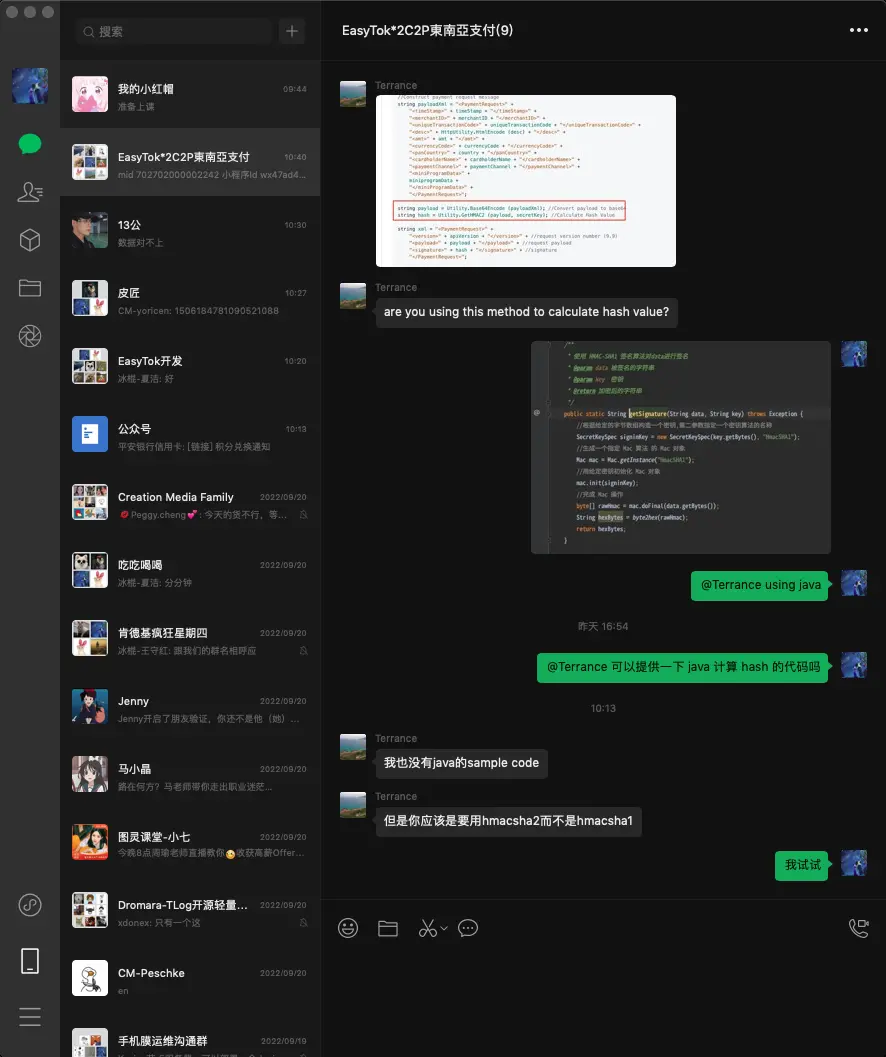 搜索
我的小红帽 09:44
准备上课
EasyTok*2C2P東南亞支付 10:40
mid 702702000002242 小程序Id wx47ad4...
13公 10:30
数据对不上
皮匠 10:27
CM-yoricen: 1506184781090521088
EasyTok开发 10:20
冰棍-夏洁: 好
公众号 10:13
平安银行信用卡: [链接] 积分兑换通知
Creation Media Family 2022/09/20
💋Peggy.cheng💕: 今天的货不行，等...
吃吃喝喝 2022/09/20
冰棍-夏洁: 分分钟
肯德基疯狂星期四 2022/09/20
冰棍-王守红: 跟我们的群名相呼应
Jenny 2022/09/20
Jenny开启了朋友验证，你还不是他（她）...
马小晶 2022/09/20
路在何方？马老师带你走出职业迷茫...
图灵课堂-小七 2022/09/20
今晚8点周瑜老师直播教你🤔收获高薪Offer...
Dromara-TLog开源轻量... 2022/09/20
xdonex: 只有一个这
CM-Peschke 2022/09/20
en
手机膜运维沟通群 2022/09/19
EasyTok*2C2P東南亞支付(9)
Terrance
//Construct payment request message
string payloadXml = "<PaymentRequest>" +
"<timeStamp>" + timeStamp + "</timeStamp>" +
"<merchantID>" + merchantID + "</merchantID>" +
"<uniqueTransactionCode>" + uniqueTransactionCode + "</uniqueTransactionCode>" +
"<desc>" + HttpUtility.HtmlEncode (desc) + "</desc>" +
"<amt>" + amt + "</amt>" +
"<currencyCode>" + currencyCode + "</currencyCode>" +
"<panCountry>" + country + "</panCountry>" +
"<cardholderName>" + cardholderName + "</cardholderName>" +
"<paymentChannel>" + paymentChannel + "</paymentChannel>" +
"<miniProgramData>" +
miniprogramData +
"</miniProgramData>" +
"</PaymentRequest>";
string payload = Utility.Base64Encode (payloadXml); //Convert payload to base64
string hash = Utility.GetHMAC2 (payload, secretKey); //Calculate Hash Value
string xml = "<PaymentRequest>" +
"<version>" + apiVersion + "</version>" + //request version number (9.9)
"<payload>" + payload + "</payload>" + //request payload
"<signature>" + hash + "</signature>" + //signature
"</PaymentRequest>";
Terrance
are you using this method to calculate hash value?
/**
* 使用 HMAC-SHA1 签名算法对data进行签名
* @param data 被签名的字符串
* @param key 密钥
* @return 加密后的字符串
*/
@ public static String getSignature(String data, String key) throws Exception {
//根据给定的字节数组构造一个密钥,第二参数指定一个密钥算法的名称
SecretKeySpec signinKey = new SecretKeySpec(key.getBytes(), "HmacSHA1");
//生成一个指定 Mac 算法 的 Mac 对象
Mac mac = Mac.getInstance("HmacSHA1");
//用给定密钥初始化 Mac 对象
mac.init(signinKey);
//完成 Mac 操作
byte[] rawHmac = mac.doFinal(data.getBytes());
String hexBytes = byte2hex(rawHmac);
return hexBytes;
}
@Terrance using java
昨天 16:54
@Terrance 可以提供一下 java 计算 hash 的代码吗
10:13
Terrance
我也没有java的sample code
Terrance
但是你应该是要用hmacsha2而不是hmacsha1
我试试